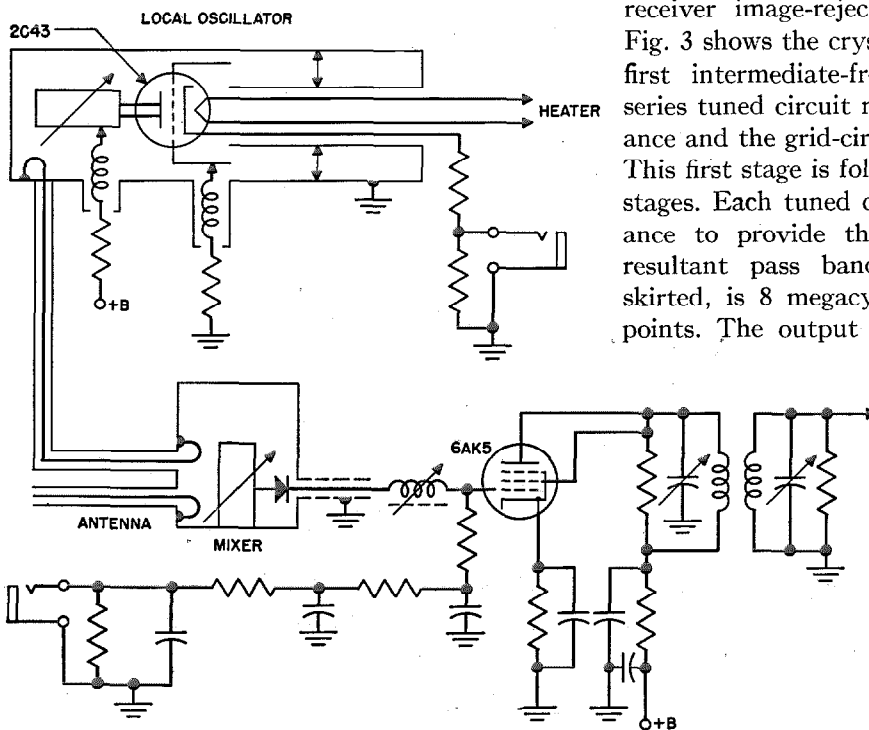 LOCAL OSCILLATOR
2C43
HEATER
+B
receiver image-rejec
Fig. 3 shows the crys
first intermediate-fr
series tuned circuit r
ance and the grid-cir
This first stage is fol
stages. Each tuned c
ance to provide th
resultant pass banc
skirted, is 8 megacy
points. The output
6AK5
ANTENNA
MIXER
+B